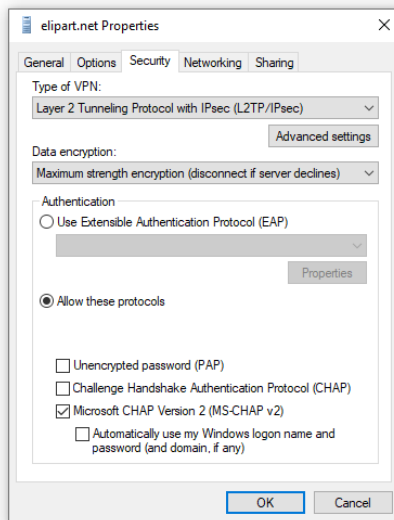 elipart.net Properties
General Options Security Networking Sharing
Type of VPN:
Layer 2 Tunneling Protocol with IPsec (L2TP/IPsec)
Advanced settings
Data encryption:
Maximum strength encryption (disconnect if server declines)
Authentication
Use Extensible Authentication Protocol (EAP)
Properties
Allow these protocols
Unencrypted password (PAP)
Challenge Handshake Authentication Protocol (CHAP)
Microsoft CHAP Version 2 (MS-CHAP v2)
Automatically use my Windows logon name and
password (and domain, if any)
OK Cancel